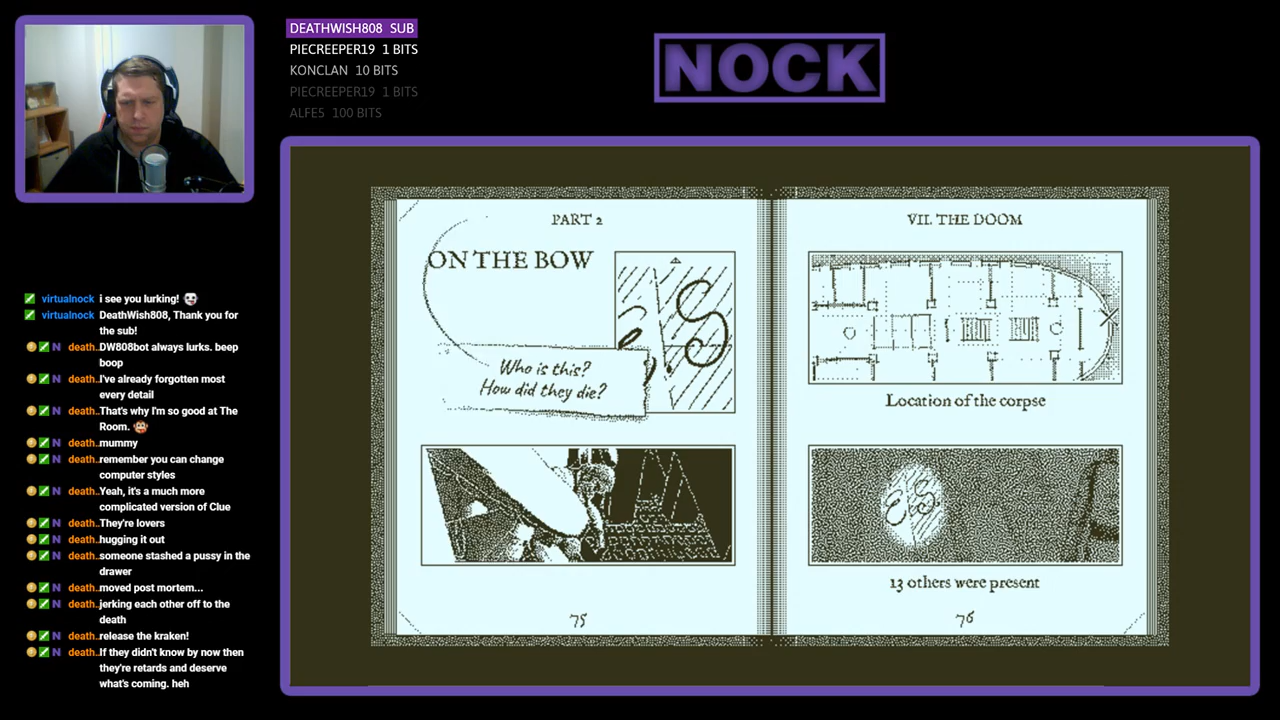 DEATHWISH808 SUB
PIECREEPER19 1 BITS
KONCLAN 10 BITS
PIECREEPER19 1 BITS
ALFE5 100 BITS
NOCK
virtualnock i see you lurking!
virtualnock DeathWish808, Thank you for
the sub!
N death.. DW808bot always lurks. beep
boop
N death.. I've already forgotten most
every detail
N death.. That's why I'm so good at The
Room.
N death.. mummy
N death.. remember you can change
computer styles
N death.. Yeah, it's a much more
complicated version of Clue
N death.. They're lovers
N death.. hugging it out
N death.. someone stashed a pussy in the
drawer
N death.. moved post mortem...
N death.. jerking each other off to the
death
N death.. release the kraken!
N death.. If they didn't know by now then
they're retards and deserve
what's coming. heh
PART 2
ON THE BOW
S
Who is this?
How did they die?
75
VII. THE DOOM
Location of the corpse
E S
13 others were present
76